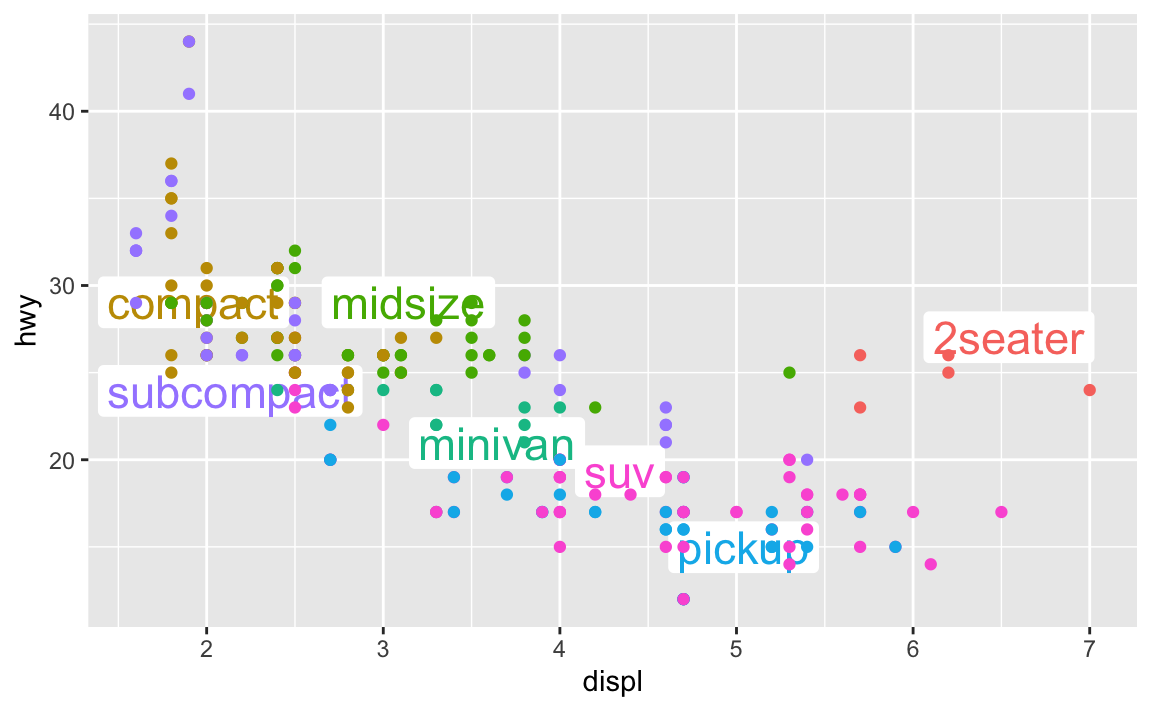 hwy
40
30
20
compact
midsize
2seater
subcompact
minivan
suv
pickup
2 3 4 5 6 7
displ